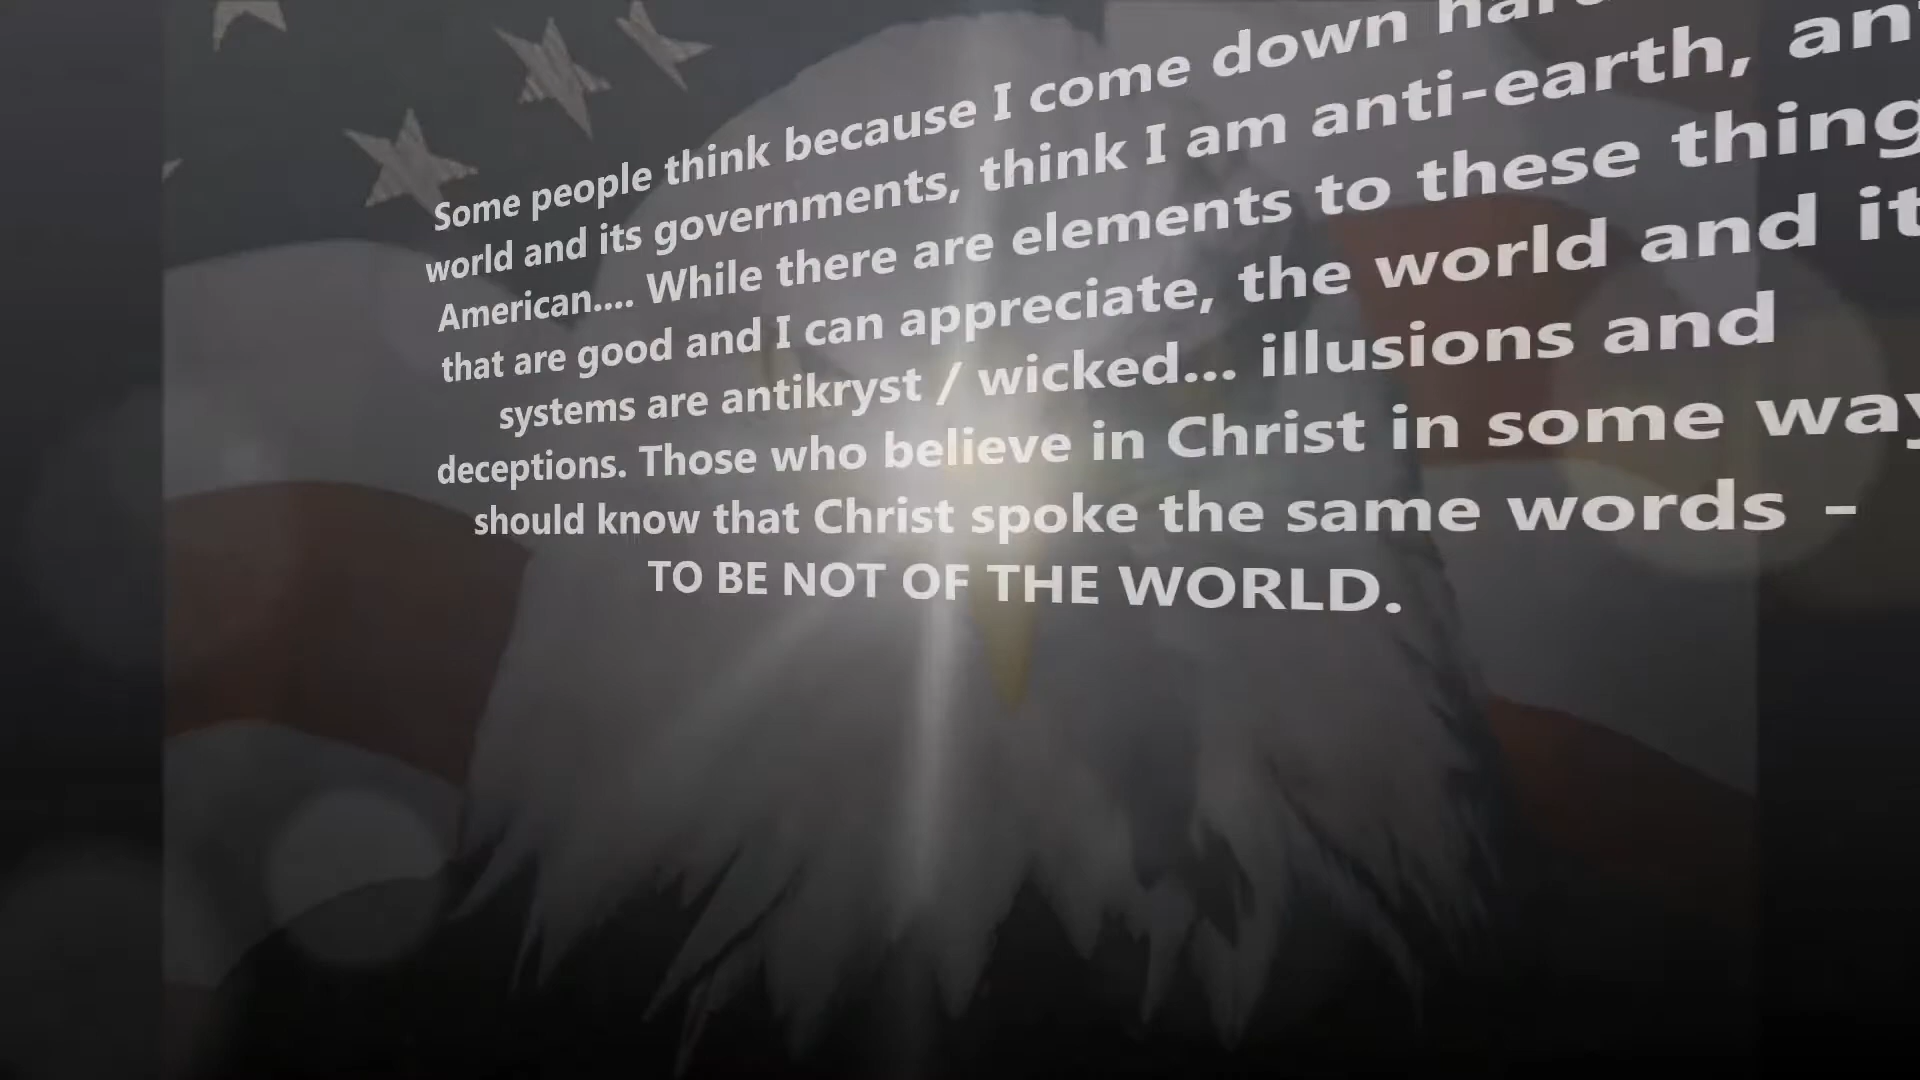 Some people think because I come down
world and its governments, think I am anti-earth,
American.... While there are elements to these
that are good and I can appreciate, the world and
systems are antikryst / wicked... illusions and
deceptions. Those who believe in Christ in some
should know that Christ spoke the same words –
TO BE NOT OF THE WORLD.